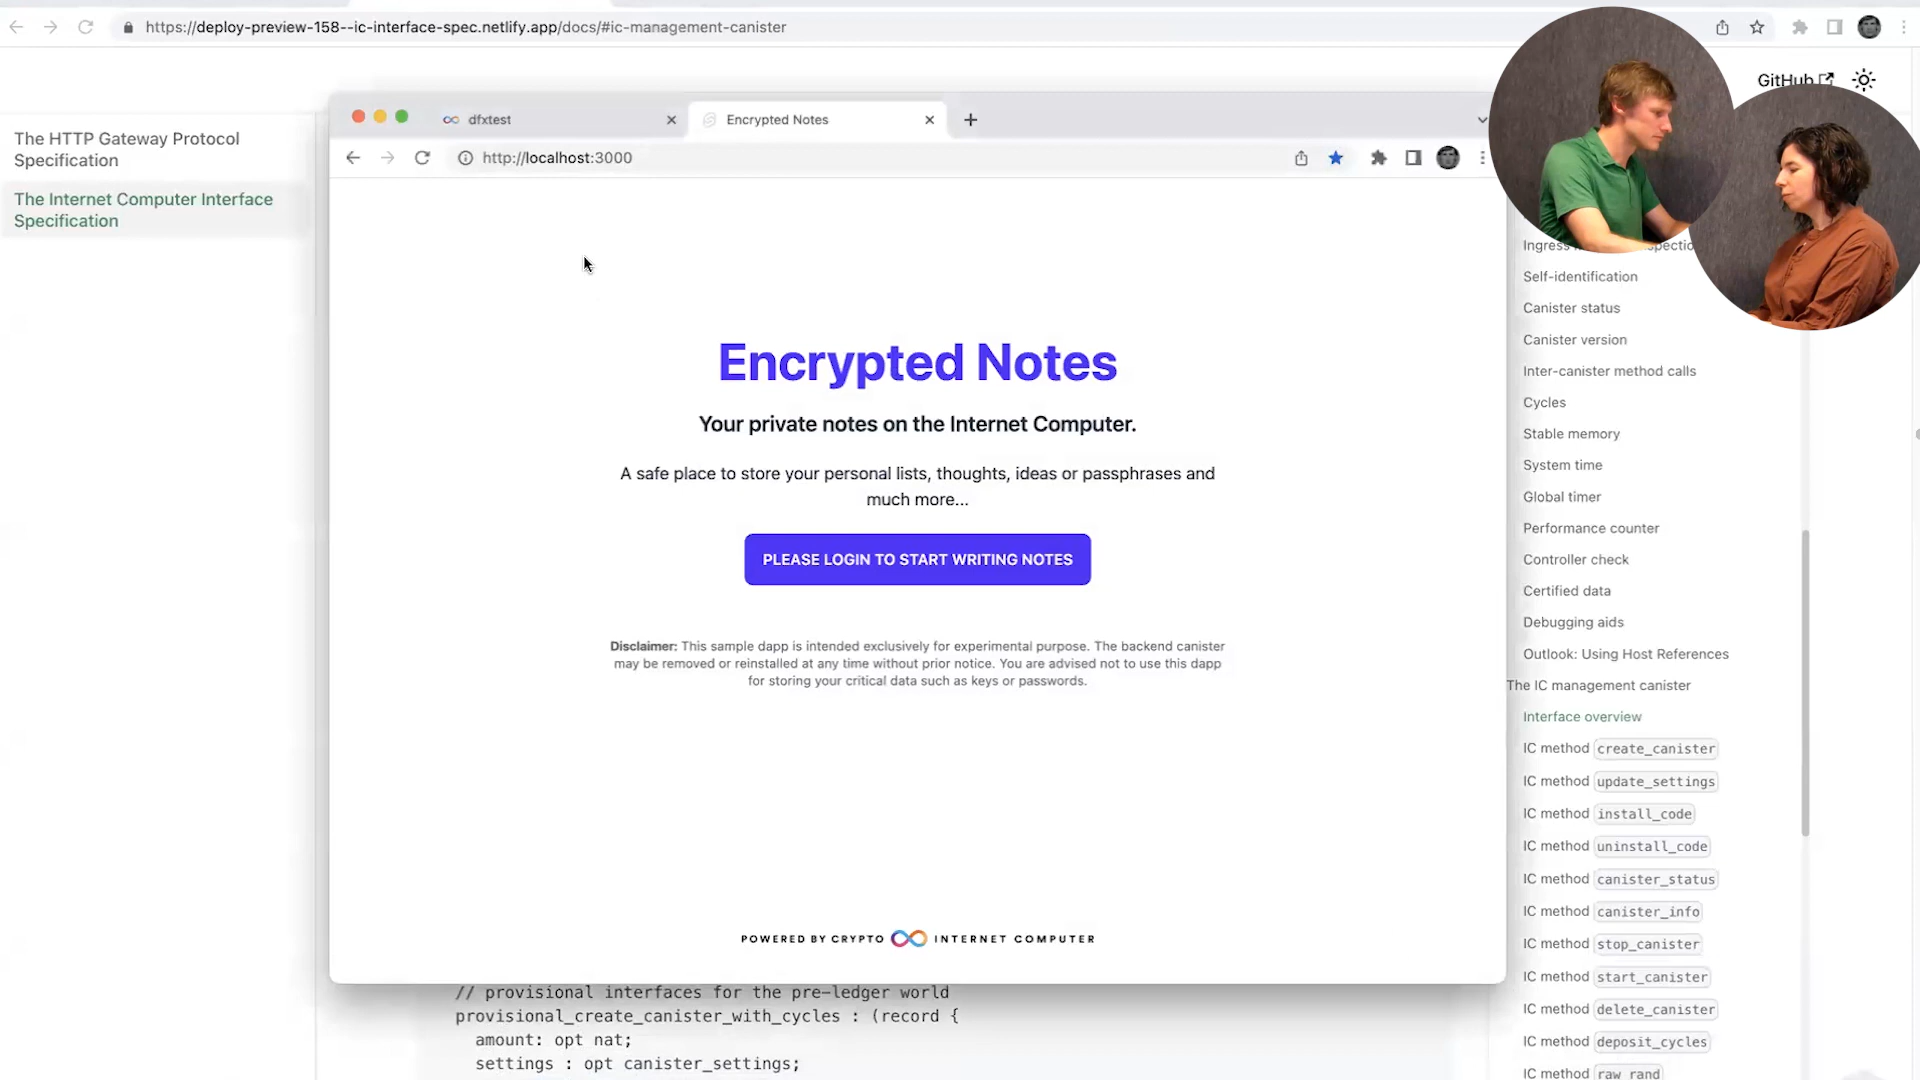 https://deploy-preview-158--ic-interface-spec.netlify.app/docs/#ic-management-canister
GitHub
The HTTP Gateway Protocol
Specification
The Internet Computer Interface
Specification
dfxtest
Encrypted Notes
http://localhost:3000
Encrypted Notes
Your private notes on the Internet Computer.
A safe place to store your personal lists, thoughts, ideas or passphrases and
much more...
PLEASE LOGIN TO START WRITING NOTES
Disclaimer: This sample dapp is intended exclusively for experimental purpose. The backend canister
may be removed or reinstalled at any time without prior notice. You are advised not to use this dapp
for storing your critical data such as keys or passwords.
POWERED BY CRYPTO INTERNET COMPUTER
// provisional interfaces for the pre-ledger world
provisional_create_canister_with_cycles : (record {
amount: opt nat;
settings : opt canister_settings;
Ingress
Self-identification
Canister status
Canister version
Inter-canister method calls
Cycles
Stable memory
System time
Global timer
Performance counter
Controller check
Certified data
Debugging aids
Outlook: Using Host References
The IC management canister
Interface overview
IC method create_canister
IC method update_settings
IC method install_code
IC method uninstall_code
IC method canister_status
IC method canister_info
IC method stop_canister
IC method start_canister
IC method delete_canister
IC method deposit_cycles
IC method raw_rand